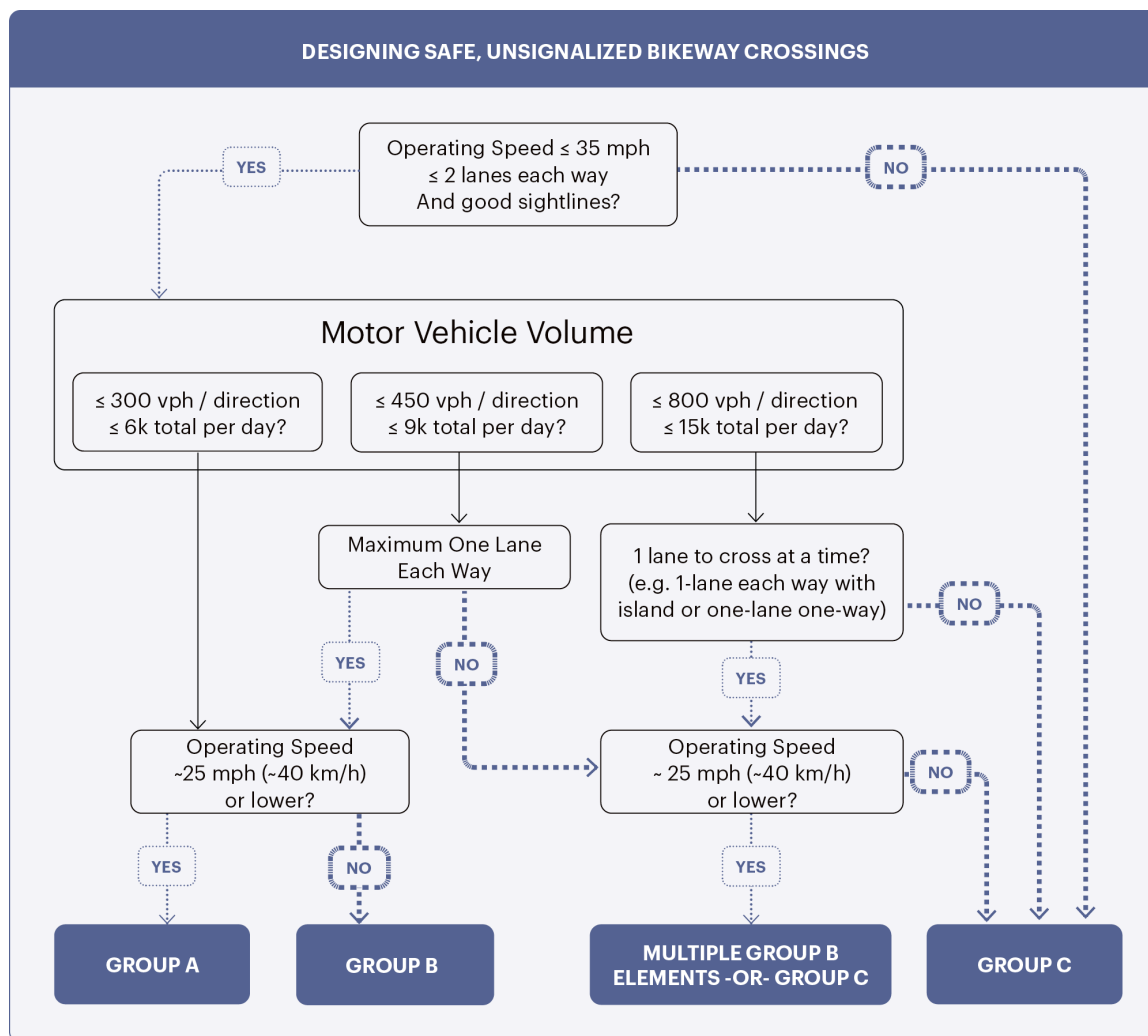 DESIGNING SAFE, UNSIGNALIZED BIKEWAY CROSSINGS
Operating Speed ≤ 35 mph
≤ 2 lanes each way
And good sightlines?
YES
NO
Motor Vehicle Volume
≤ 300 vph / direction
≤ 6k total per day?
≤ 450 vph / direction
≤ 9k total per day?
≤ 800 vph / direction
≤ 15k total per day?
Maximum One Lane
Each Way
1 lane to cross at a time?
(e.g. 1-lane each way with
island or one-lane one-way)
NO
YES
NO
YES
Operating Speed
~25 mph (~40 km/h)
or lower?
Operating Speed
~ 25 mph (~40 km/h)
or lower?
NO
YES
NO
YES
GROUP A
GROUP B
MULTIPLE GROUP B
ELEMENTS -OR- GROUP C
GROUP C